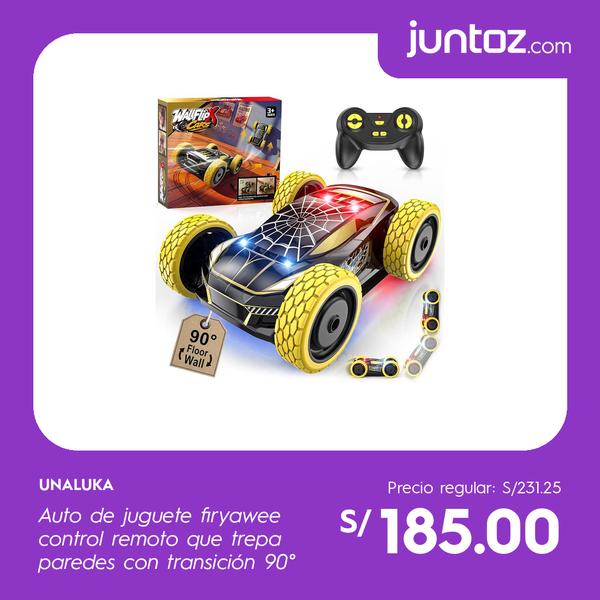 juntoz.com
WALLFLIP X
CARS
3+
90°
Floor
Wall
UNALUKA
Auto de juguete firyawee
control remoto que trepa
paredes con transición 90°
Precio regular: S/231.25
S/185.00